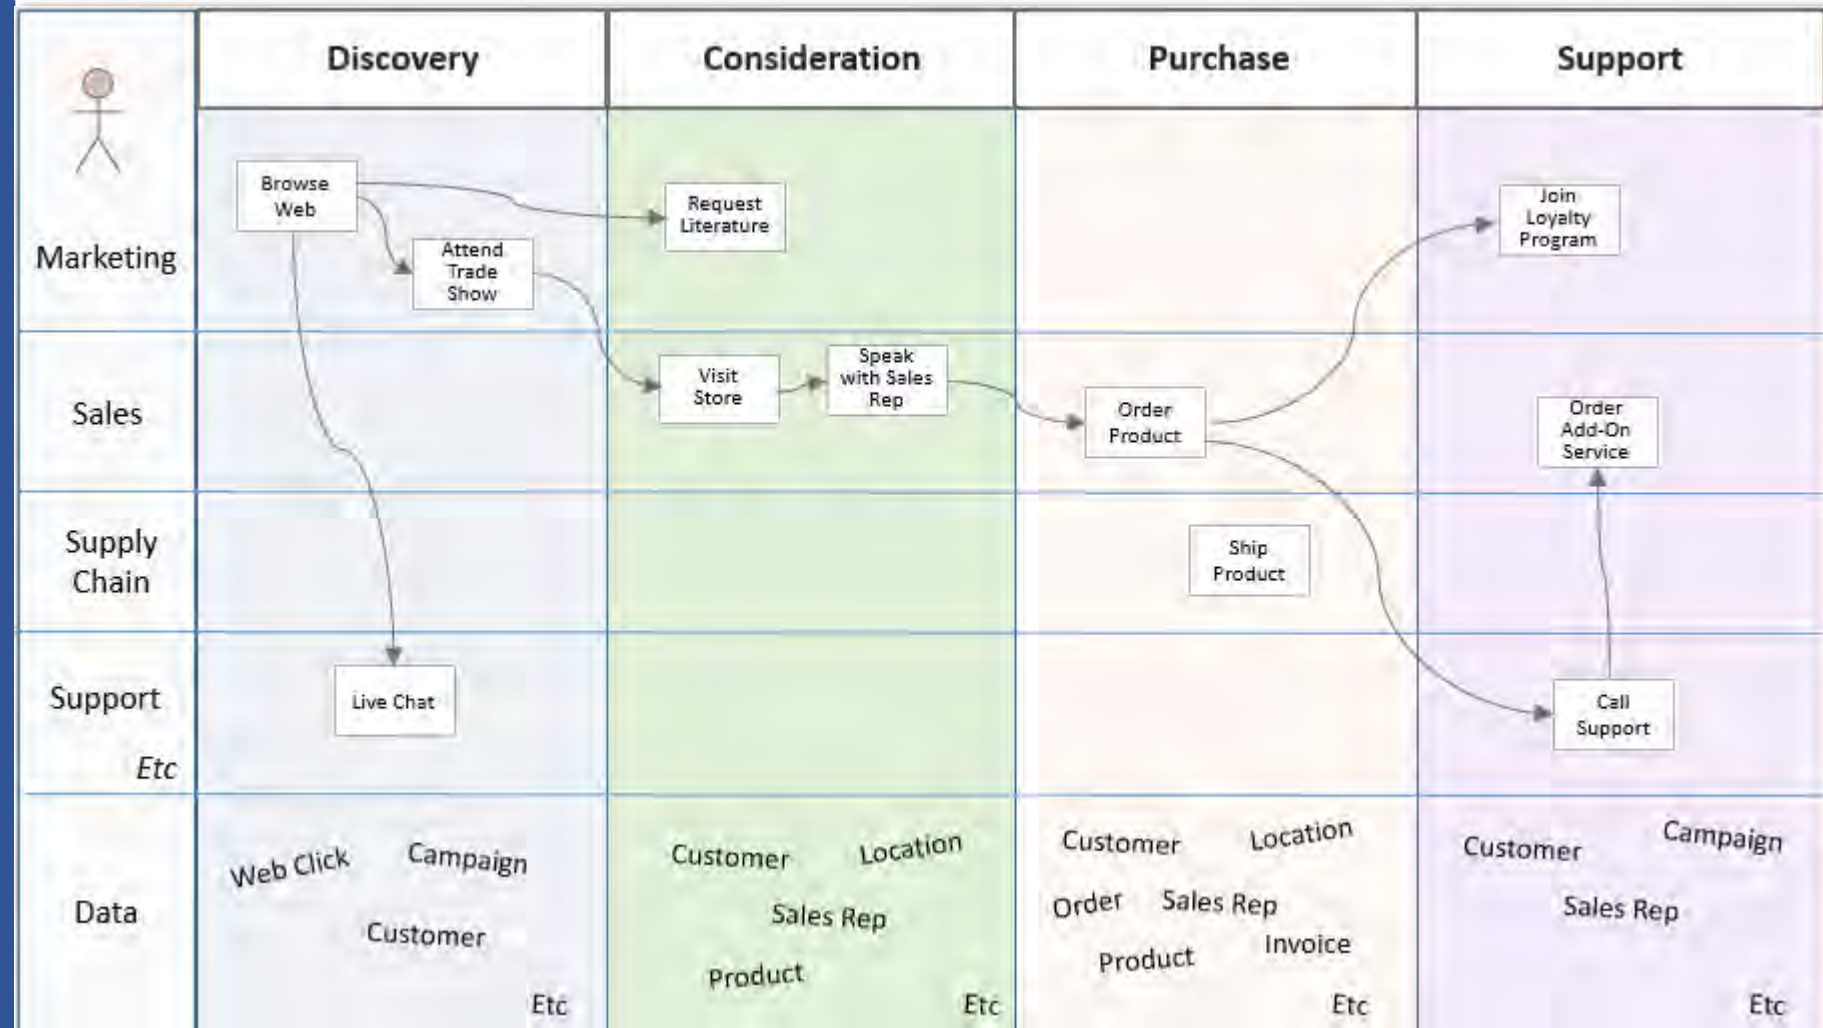 Discovery
Consideration
Purchase
Support
Marketing
Browse
Web
Attend
Trade
Show
Request
Literature
Join
Loyalty
Program
Sales
Visit
Store
Speak
with Sales
Rep
Order
Product
Order
Add-On
Service
Supply
Chain
Ship
Product
Support
Etc
Live Chat
Call
Support
Data
Web Click
Campaign
Customer
Etc
Customer
Location
Sales Rep
Product
Etc
Customer
Location
Order
Sales Rep
Product
Invoice
Etc
Customer
Campaign
Sales Rep
Etc